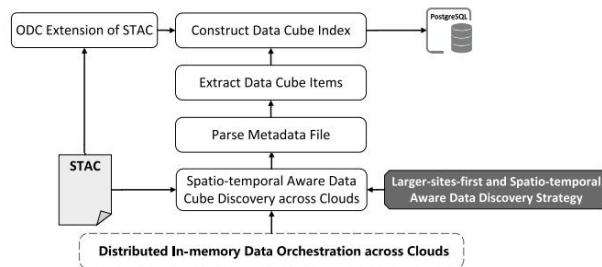 ODC Extension of STAC
Construct Data Cube Index
PostgreSQL
Extract Data Cube Items
Parse Metadata File
STAC
Spatio-temporal Aware Data
Cube Discovery across Clouds
Larger-sites-first and Spatio-temporal
Aware Data Discovery Strategy
Distributed In-memory Data Orchestration across Clouds